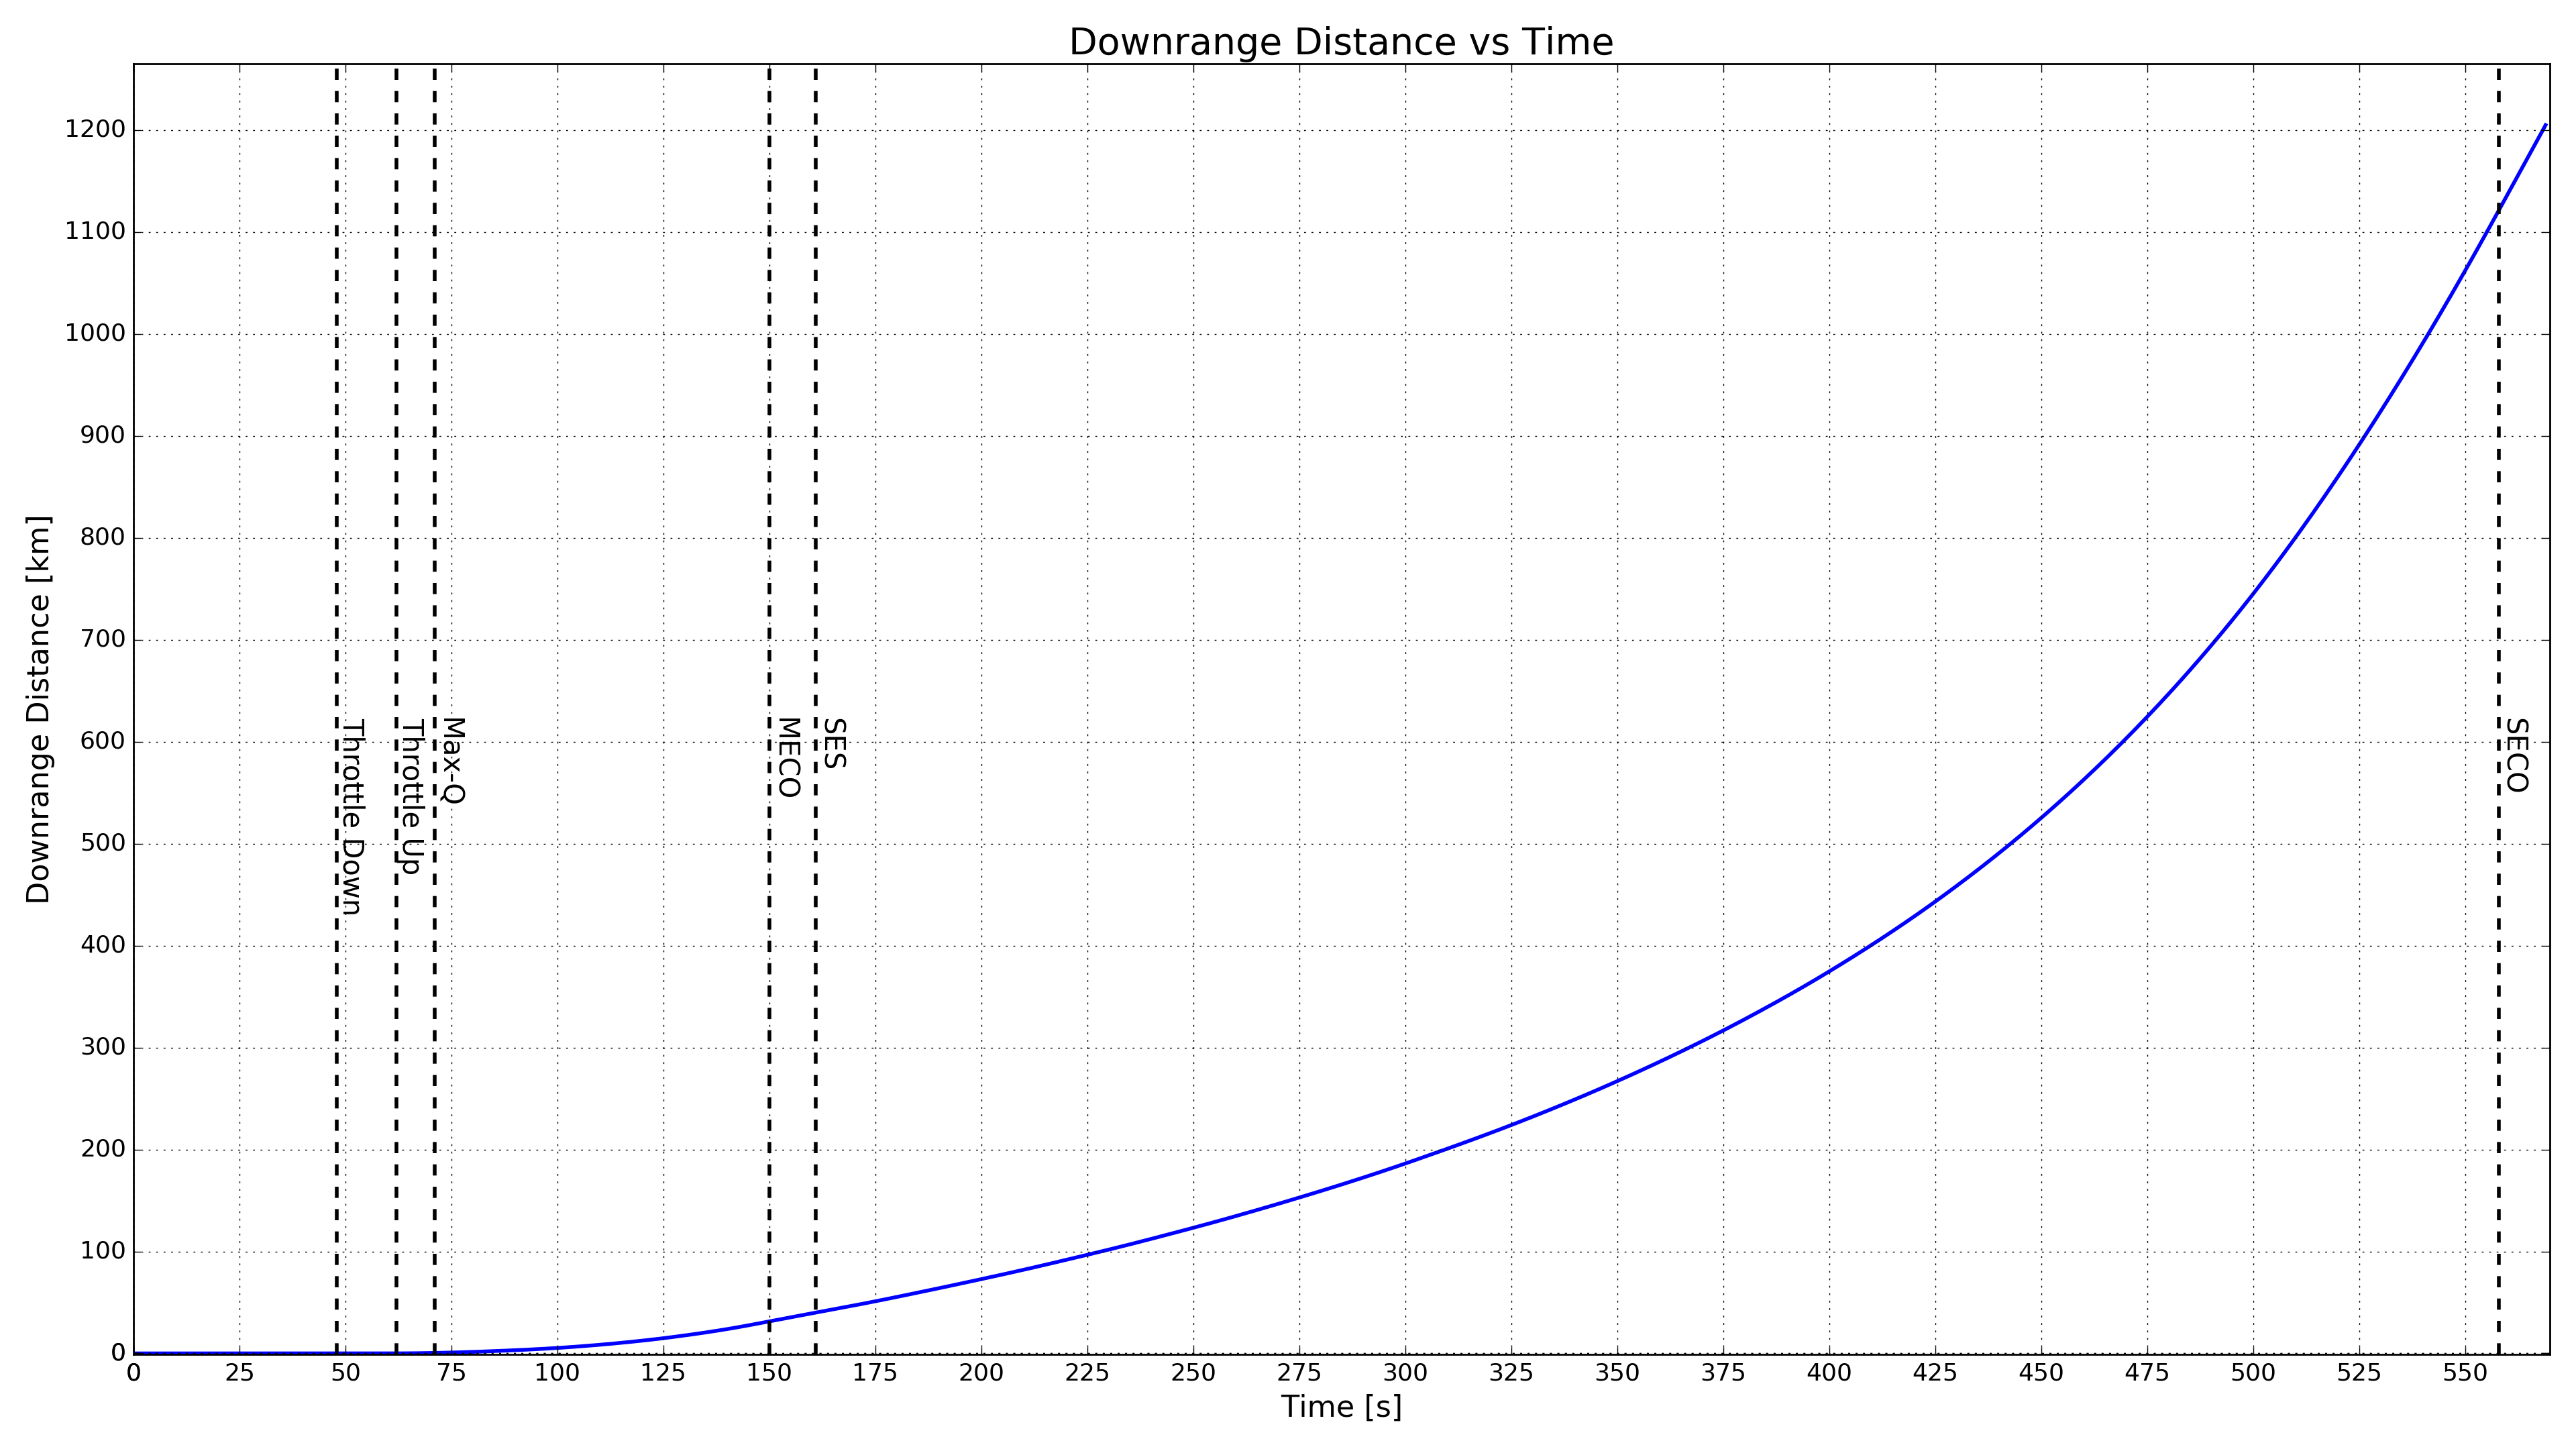 Downrange Distance vs Time
Downrange Distance [km]
1200
1100
1000
900
800
700
600
500
400
300
200
100
0
Throttle Down
Throttle Up
Max-Q
MECO
SES
SECO
0 25 50 75 100 125 150 175 200 225 250 275 300 325 350 375 400 425 450 475 500 525 550
Time [s]